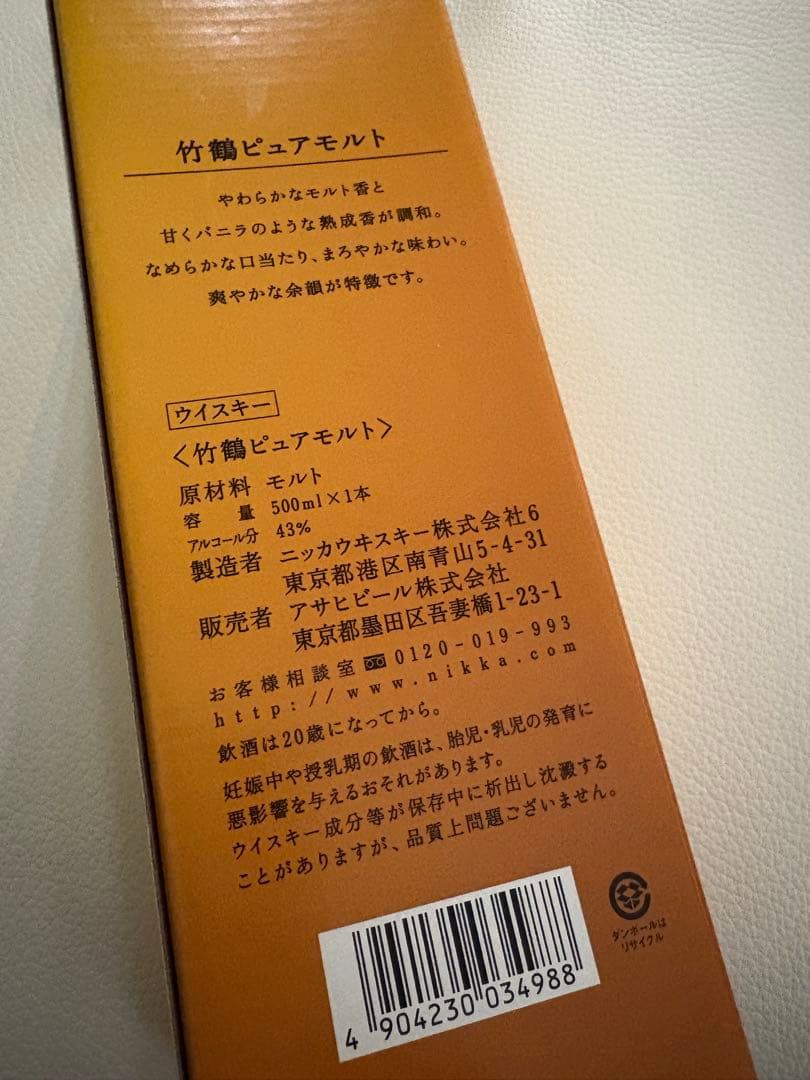 竹鶴ピュアモルト
やわらかなモルト香と
甘くバニラのような熟成香が調和。
なめらかな口当たり、まろやかな味わい。
爽やかな余韻が特徴です。
ウイスキー
〈竹鶴ピュアモルト〉
原材料 モルト
容量 500ml×1本
アルコール分 43%
製造者 ニッカウヰスキー株式会社6
東京都港区南青山5-4-31
販売者 アサヒビール株式会社
東京都墨田区吾妻橋1-23-1
お客様相談室 0120-019-993
http://www.nikka.com
飲酒は20歳になってから。
妊娠中や授乳期の飲酒は、胎児・乳児の発育に
悪影響を与えるおそれがあります。
ウイスキー成分等が保存中に析出し沈澱する
ことがありますが、品質上問題ございません。
ダンボールは
リサイクル
4 904230 034988